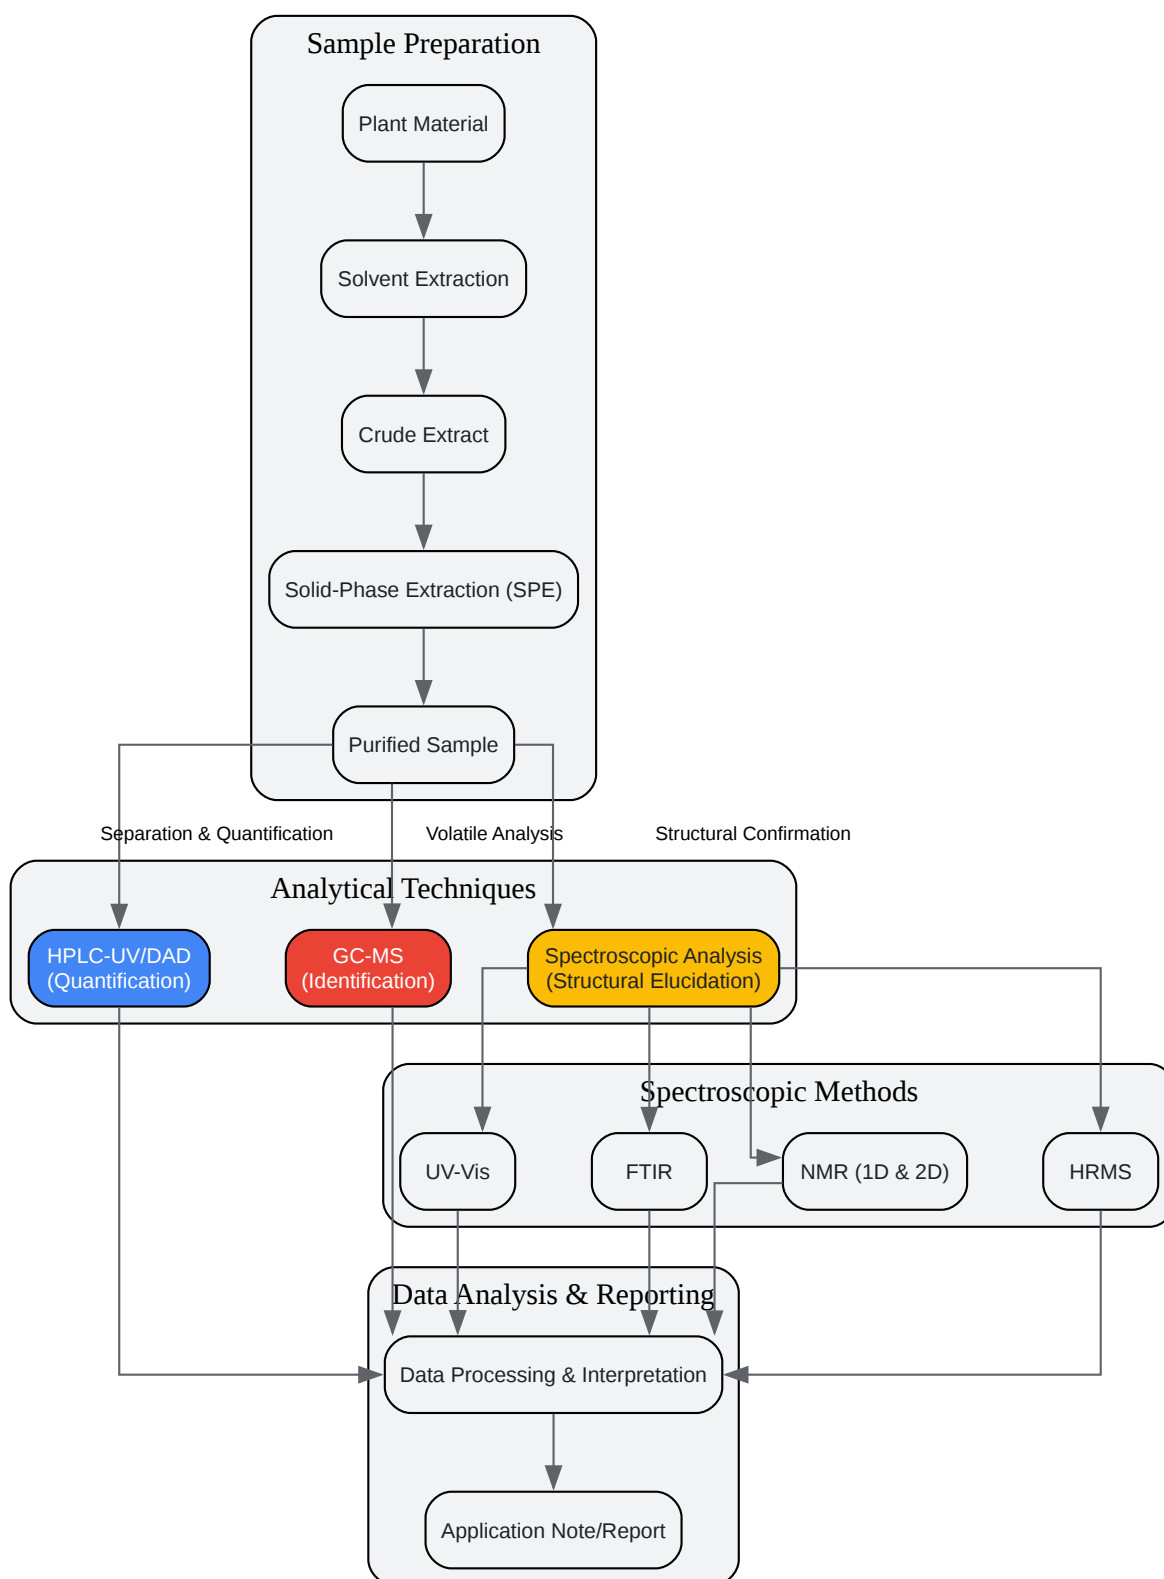 Sample Preparation
Plant Material
Solvent Extraction
Crude Extract
Solid-Phase Extraction (SPE)
Purified Sample
Separation & Quantification
Volatile Analysis
Structural Confirmation
Analytical Techniques
HPLC-UV/DAD
(Quantification)
GC-MS
(Identification)
Spectroscopic Analysis
(Structural Elucidation)
Spectroscopic Methods
UV-Vis
FTIR
NMR (1D & 2D)
HRMS
Data Analysis & Reporting
Data Processing & Interpretation
Application Note/Report